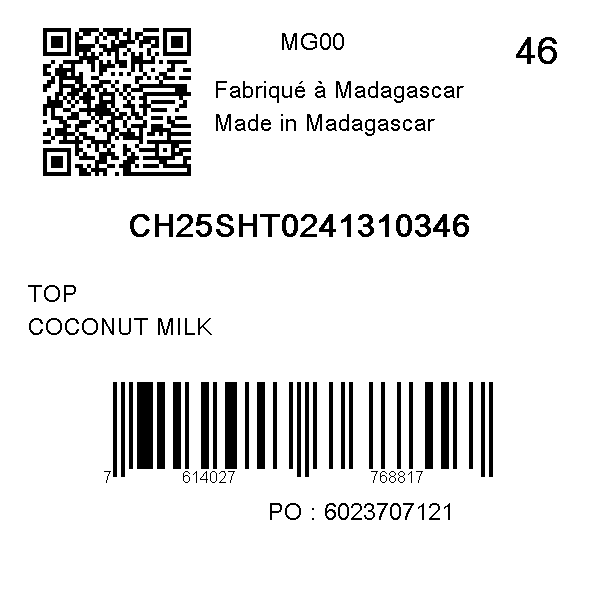 MG00
46
Fabriqué à Madagascar
Made in Madagascar
CH25SHT0241310346
TOP
COCONUT MILK
7 614027 768817
PO : 6023707121